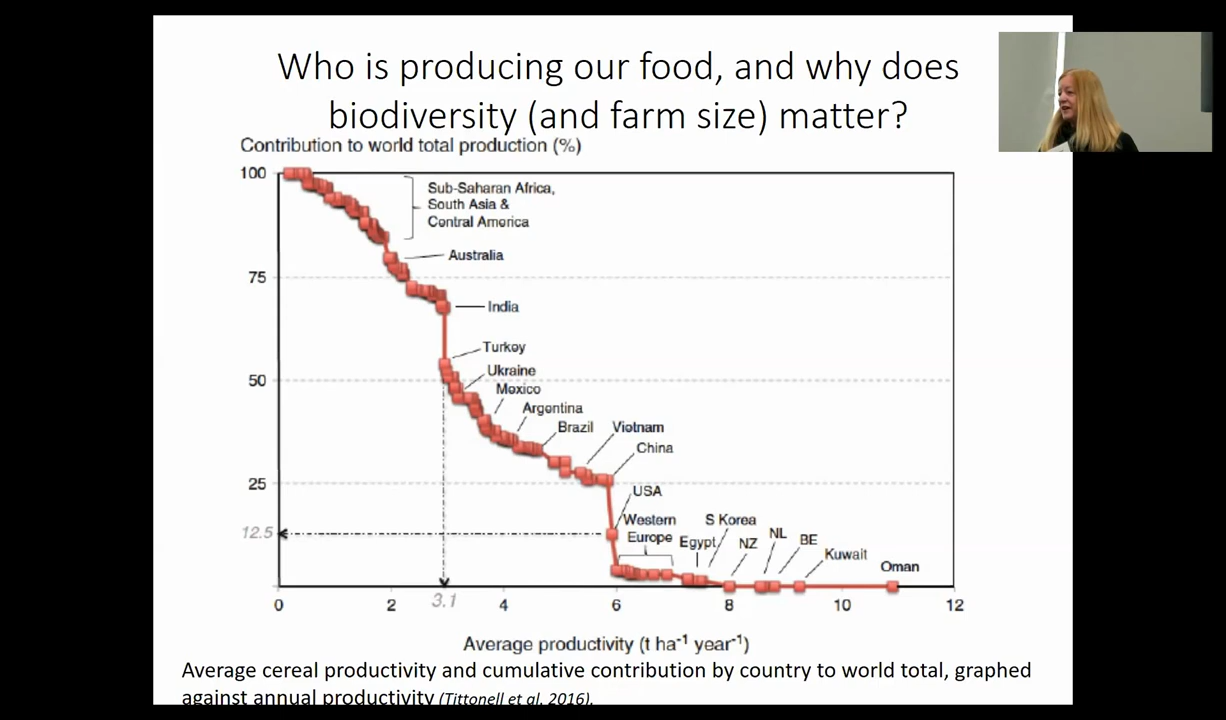 Who is producing our food, and why does
biodiversity (and farm size) matter?
Contribution to world total production (%)
100
75
50
25
12.5
Sub-Saharan Africa,
South Asia &
Central America
Australia
India
Turkey
Ukraine
Mexico
Argentina
Brazil
Vietnam
China
USA
Western
Europe
Egypt
S Korea
NZ
NL
BE
Kuwait
Oman
0 2 3.1 4 6 8 10 12
Average productivity (t ha⁻¹ year⁻¹)
Average cereal productivity and cumulative contribution by country to world total, graphed
against annual productivity (Tittonell et al, 2016).